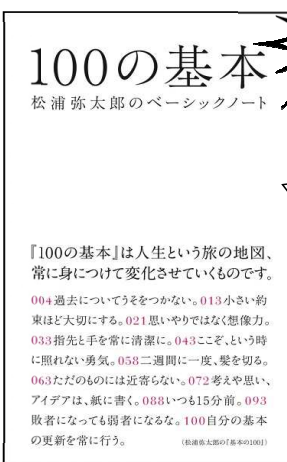 100の基本
松浦弥太郎のベーシックノート
『100の基本』は人生という旅の地図、
常に身につけて変化させていくものです。
004過去についてうそをつかない。013小さい約
束ほど大切にする。021思いやりではなく想像力。
033指先と手を常に清潔に。043ここぞ、という時
に照れない勇気。058二週間に一度、髪を切る。
063ただのものには近寄らない。072考えや思い、
アイデアは、紙に書く。088いつも15分前。093
敗者になっても弱者になるな。100自分の基本
の更新を常に行う。
(松浦弥太郎の『基本の100』)